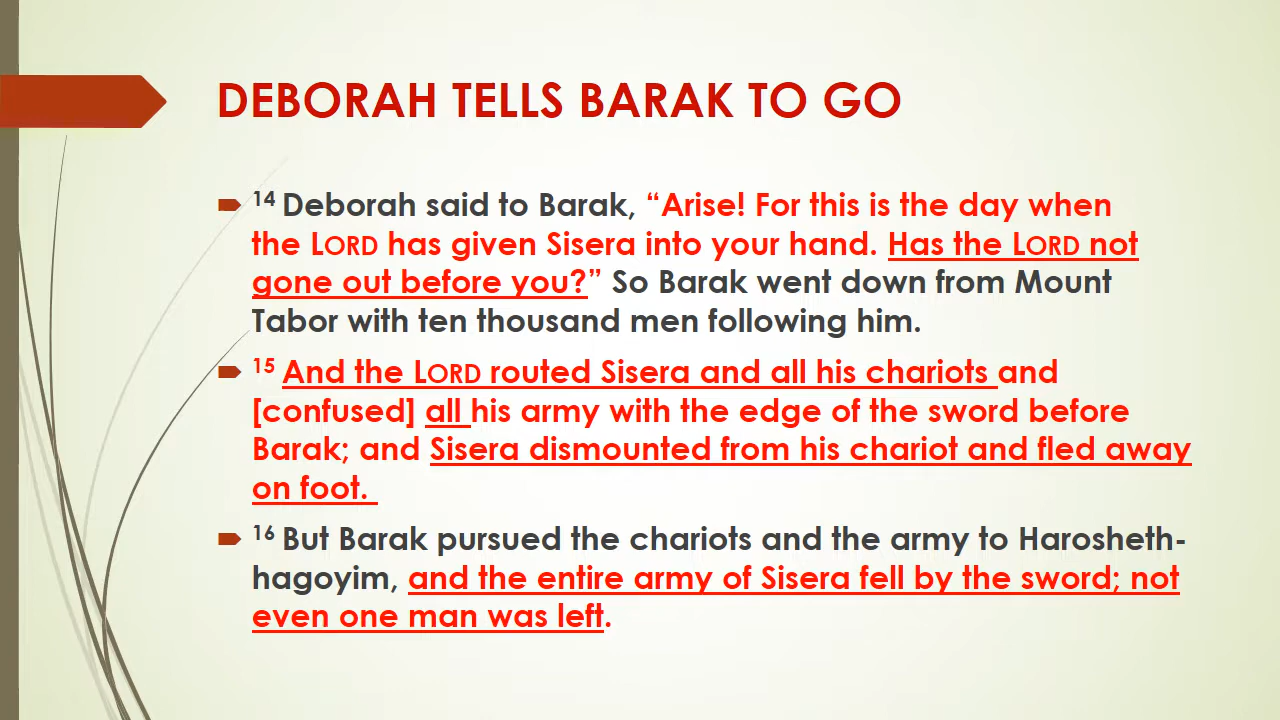 DEBORAH TELLS BARAK TO GO
14 Deborah said to Barak, “Arise! For this is the day when
the LORD has given Sisera into your hand. Has the LORD not
gone out before you?” So Barak went down from Mount
Tabor with ten thousand men following him.
15 And the LORD routed Sisera and all his chariots and
[confused] all his army with the edge of the sword before
Barak; and Sisera dismounted from his chariot and fled away
on foot.
16 But Barak pursued the chariots and the army to Harosheth-
hagoyim, and the entire army of Sisera fell by the sword; not
even one man was left.